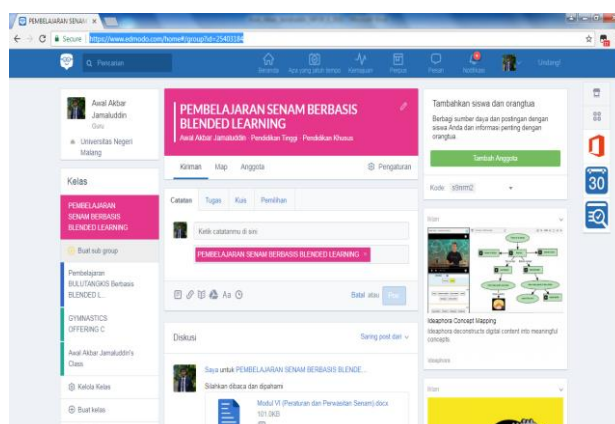 PEMBELAJARAN SENAM
Secure
https://www.edmodo.com/home#/group?id=25403184
Pencarian
Beranda
Apa yang jatuh tempo
Kemajuan
Perpus
Pesan
Notifikasi
Undang!
Awal Akbar
Jamaluddin
Guru
Universitas Negeri
Malang
Kelas
PEMBELAJARAN
SENAM BERBASIS
BLENDED LEARNING
Buat sub group
Pembelajaran
BULUTANGKIS Berbasis
BLENDED L...
GYMNASTICS
OFFERING C
Awal Akbar Jamaluddin's
Class
Kelola Kelas
Buat kelas
PEMBELAJARAN SENAM BERBASIS
BLENDED LEARNING
Awal Akbar Jamaluddin · Pendidikan Tinggi · Pendidikan Khusus
Kiriman
Map
Anggota
Pengaturan
Catatan
Tugas
Kuis
Pemilihan
Ketik catatanmu di sini
PEMBELAJARAN SENAM BERBASIS BLENDED LEARNING ×
Aa
Batal atau
Pos
Diskusi
Saring post dari
Saya untuk PEMBELAJARAN SENAM BERBASIS BLENDE...
Silahkan dibaca dan dipahami
Modul VI (Peraturan dan Perwasitan Senam).docx
101.0KB
Tambahkan siswa dan orangtua
Berbagi sumber daya dan postingan dengan
siswa Anda dan informasi penting dengan
orangtua.
Tambah Anggota
Kode
s9nmi2
Iklan
Ideaphora Concept Mapping
Ideaphora deconstructs digital content into meaningful
concepts.
Ideaphora
Iklan
30